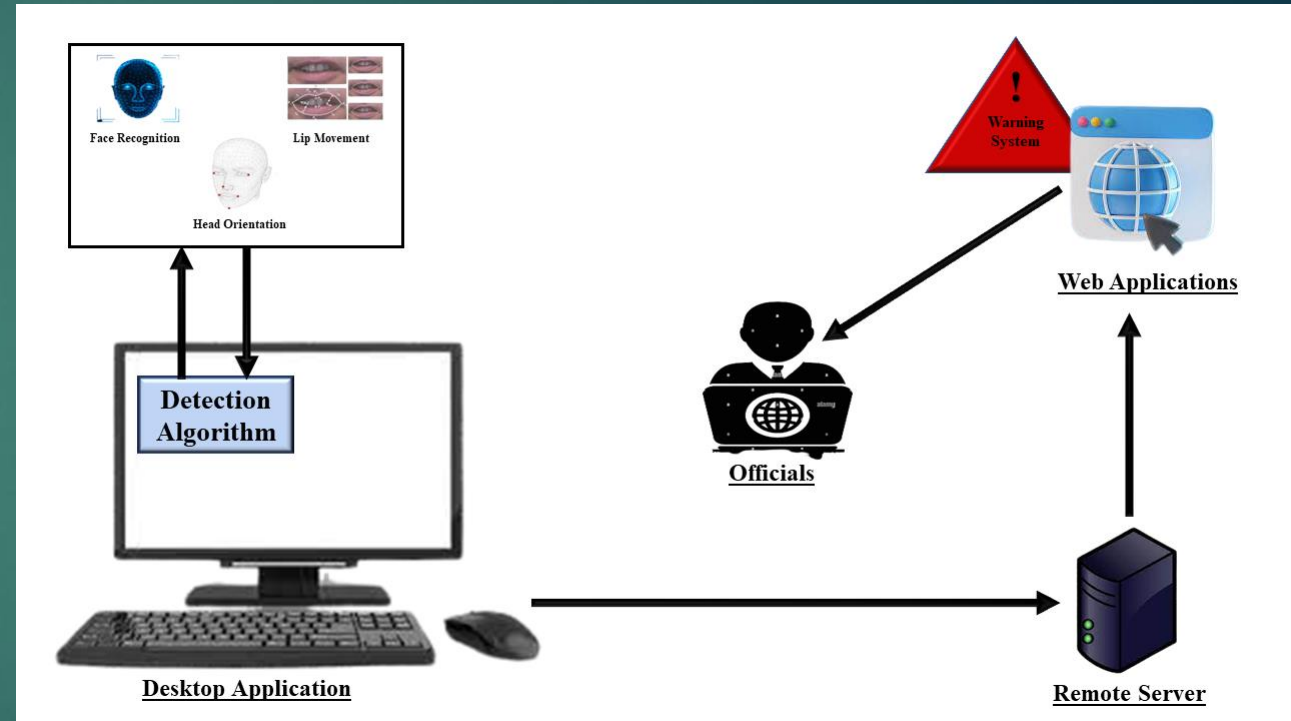 Face Recognition
Lip Movement
Head Orientation
!
Warning
System
Web Applications
Detection
Algorithm
Officials
Desktop Application
Remote Server